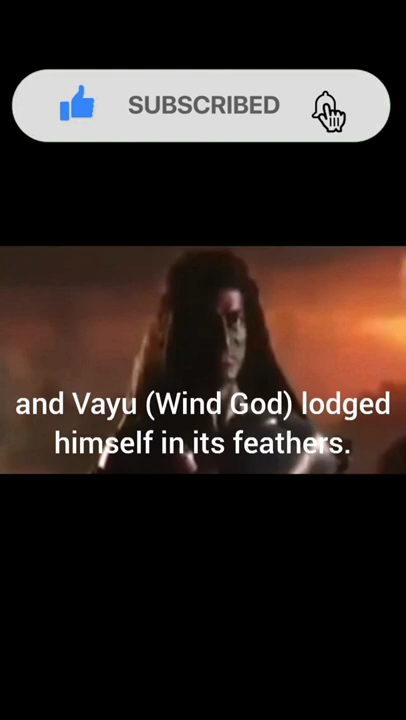 SUBSCRIBED
and Vayu (Wind God) lodged
himself in its feathers.